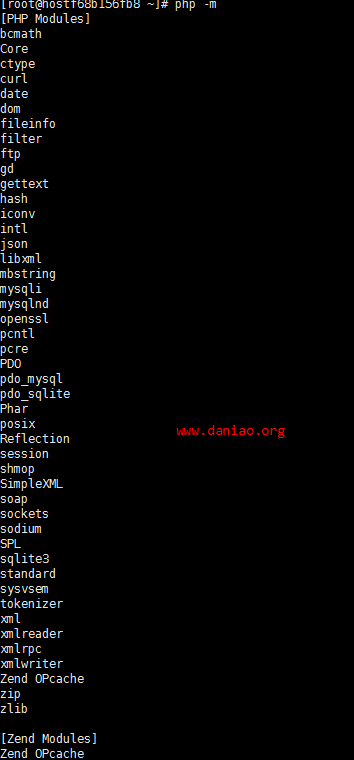 [root@hostf68b156fb8 ~]# php -m
[PHP Modules]
bcmath
Core
ctype
curl
date
dom
fileinfo
filter
ftp
gd
gettext
hash
iconv
intl
json
libxml
mbstring
mysqli
mysqlnd
openssl
pcntl
pcre
PDO
pdo_mysql
pdo_sqlite
Phar
posix
www.daniao.org
Reflection
session
shmop
SimpleXML
soap
sockets
sodium
SPL
sqlite3
standard
sysvsem
tokenizer
xml
xmlreader
xmlrpc
xmlwriter
Zend OPcache
zip
zlib
[Zend Modules]
Zend OPcache